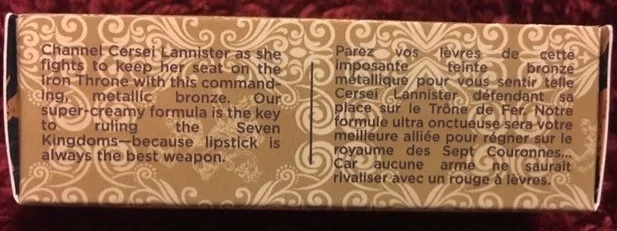 Channel Cersei Lannister as she
fights to keep her seat on the
Iron Throne with this command-
ing, metallic bronze. Our
super-creamy formula is the key
to ruling the Seven
Kingdoms—because lipstick is
always the best weapon.
Parez vos lèvres de cette
imposante teinte bronze
métallique pour vous sentir telle
Cersei Lannister défendant sa
place sur le Trône de Fer. Notre
formule ultra onctueuse sera votre
meilleure alliée pour régner sur le
royaume des Sept Couronnes...
Car aucune arme ne saurait
rivaliser avec un rouge à lèvres.